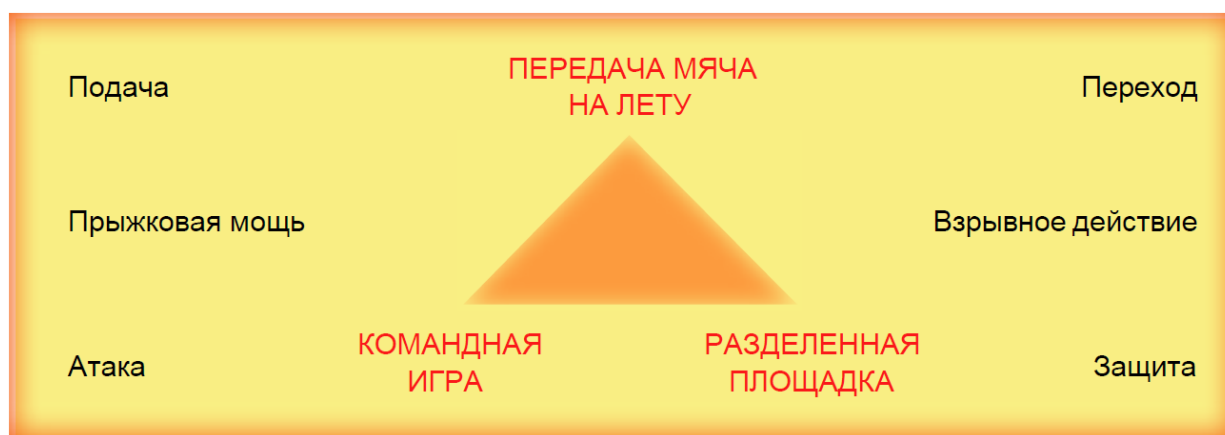 Подача
ПЕРЕДАЧА МЯЧА
НА ЛЕТУ
Переход
Прыжковая мощь
Взрывное действие
Атака
КОМАНДНАЯ
ИГРА
РАЗДЕЛЕННАЯ
ПЛОЩАДКА
Защита